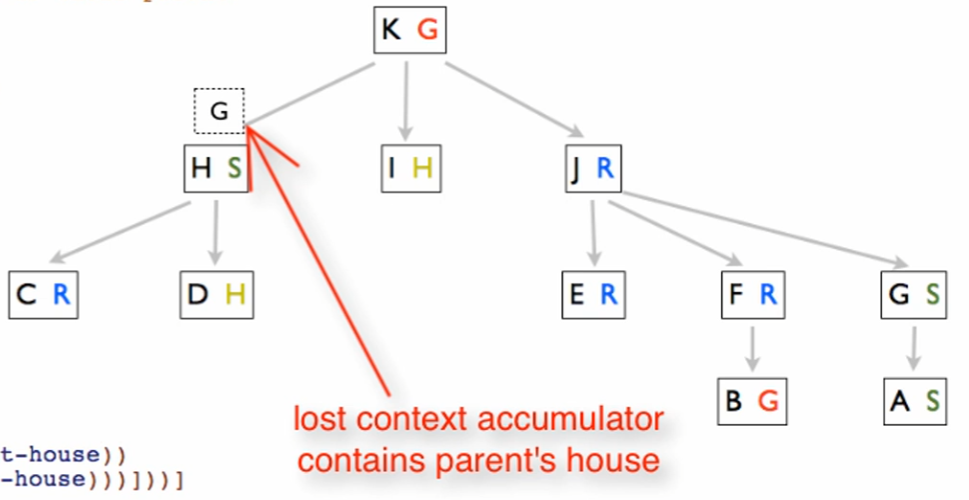 K G
G
H S
I H
J R
C R
D H
E R
F R
G S
B G
A S
lost context accumulator
contains parent's house
t-house))
-house)))]))]